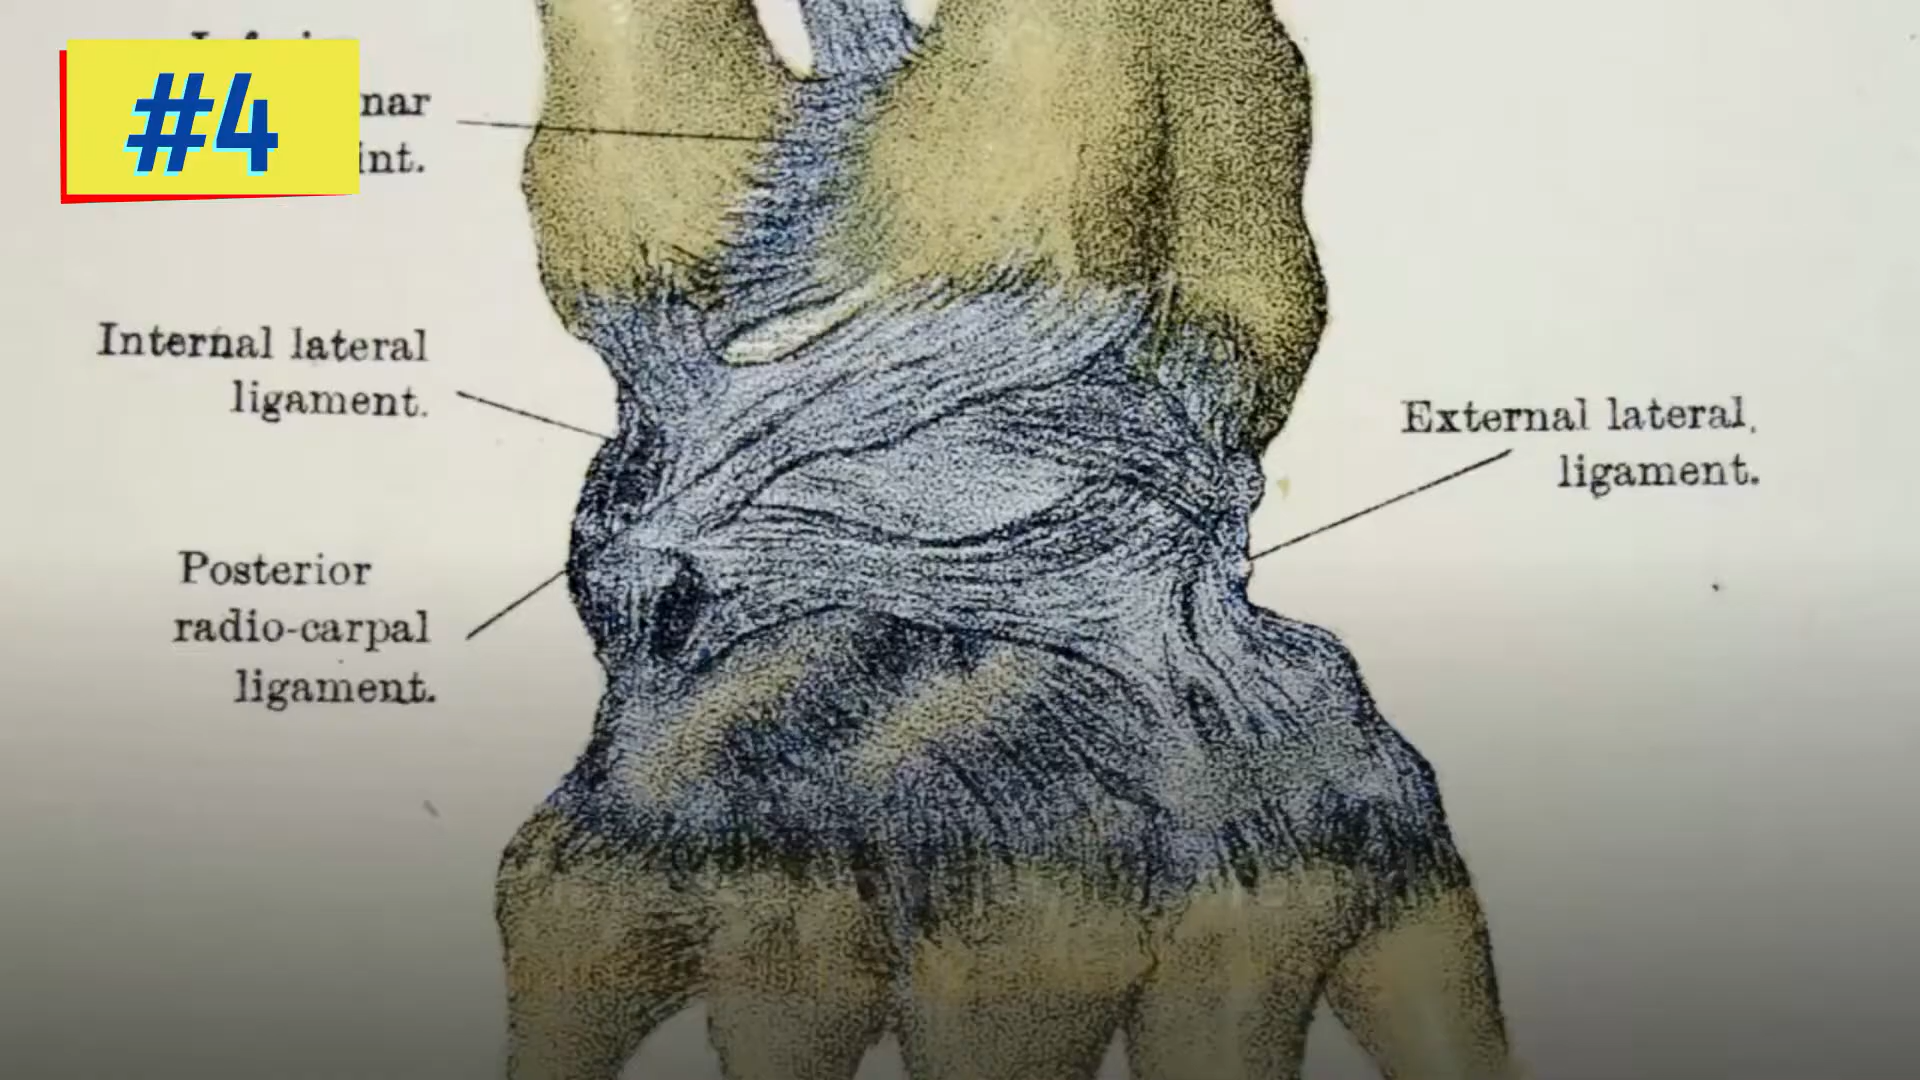 #4
nar
int.
Internal lateral
ligament.
Posterior
radio-carpal
ligament.
External lateral.
ligament.